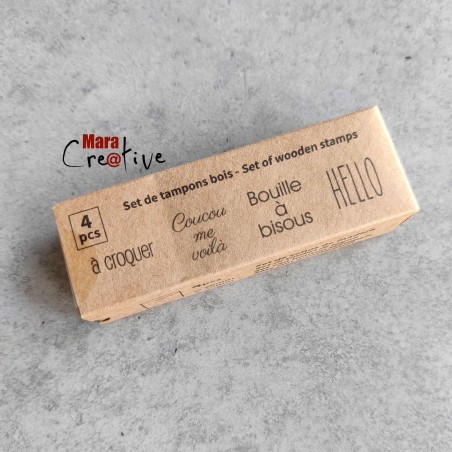 Mara
Cre@tive
Set de tampons bois - Set of wooden stamps
4
pcs
à croquer
Coucou
me
voilà
Bouille
à
bisous
HELLO